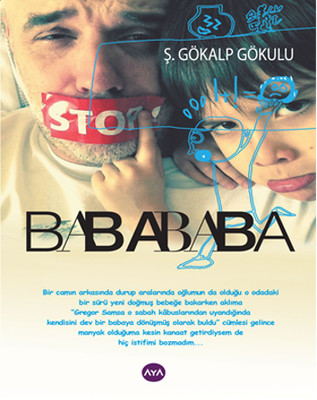 Ş. GÖKALP GÖKULU
STOP
BABABABA
Bir camın arkasında durup aralarında oğlumun da olduğu o odadaki
bir sürü yeni doğmuş bebeğe bakarken aklıma
"Gregor Samsa o sabah kâbuslarından uyandığında
kendisini dev bir babaya dönüşmüş olarak buldu" cümlesi gelince
manyak olduğuma kesin kanaat getirdiysem de
hiç istifimi bozmadım...
AYA